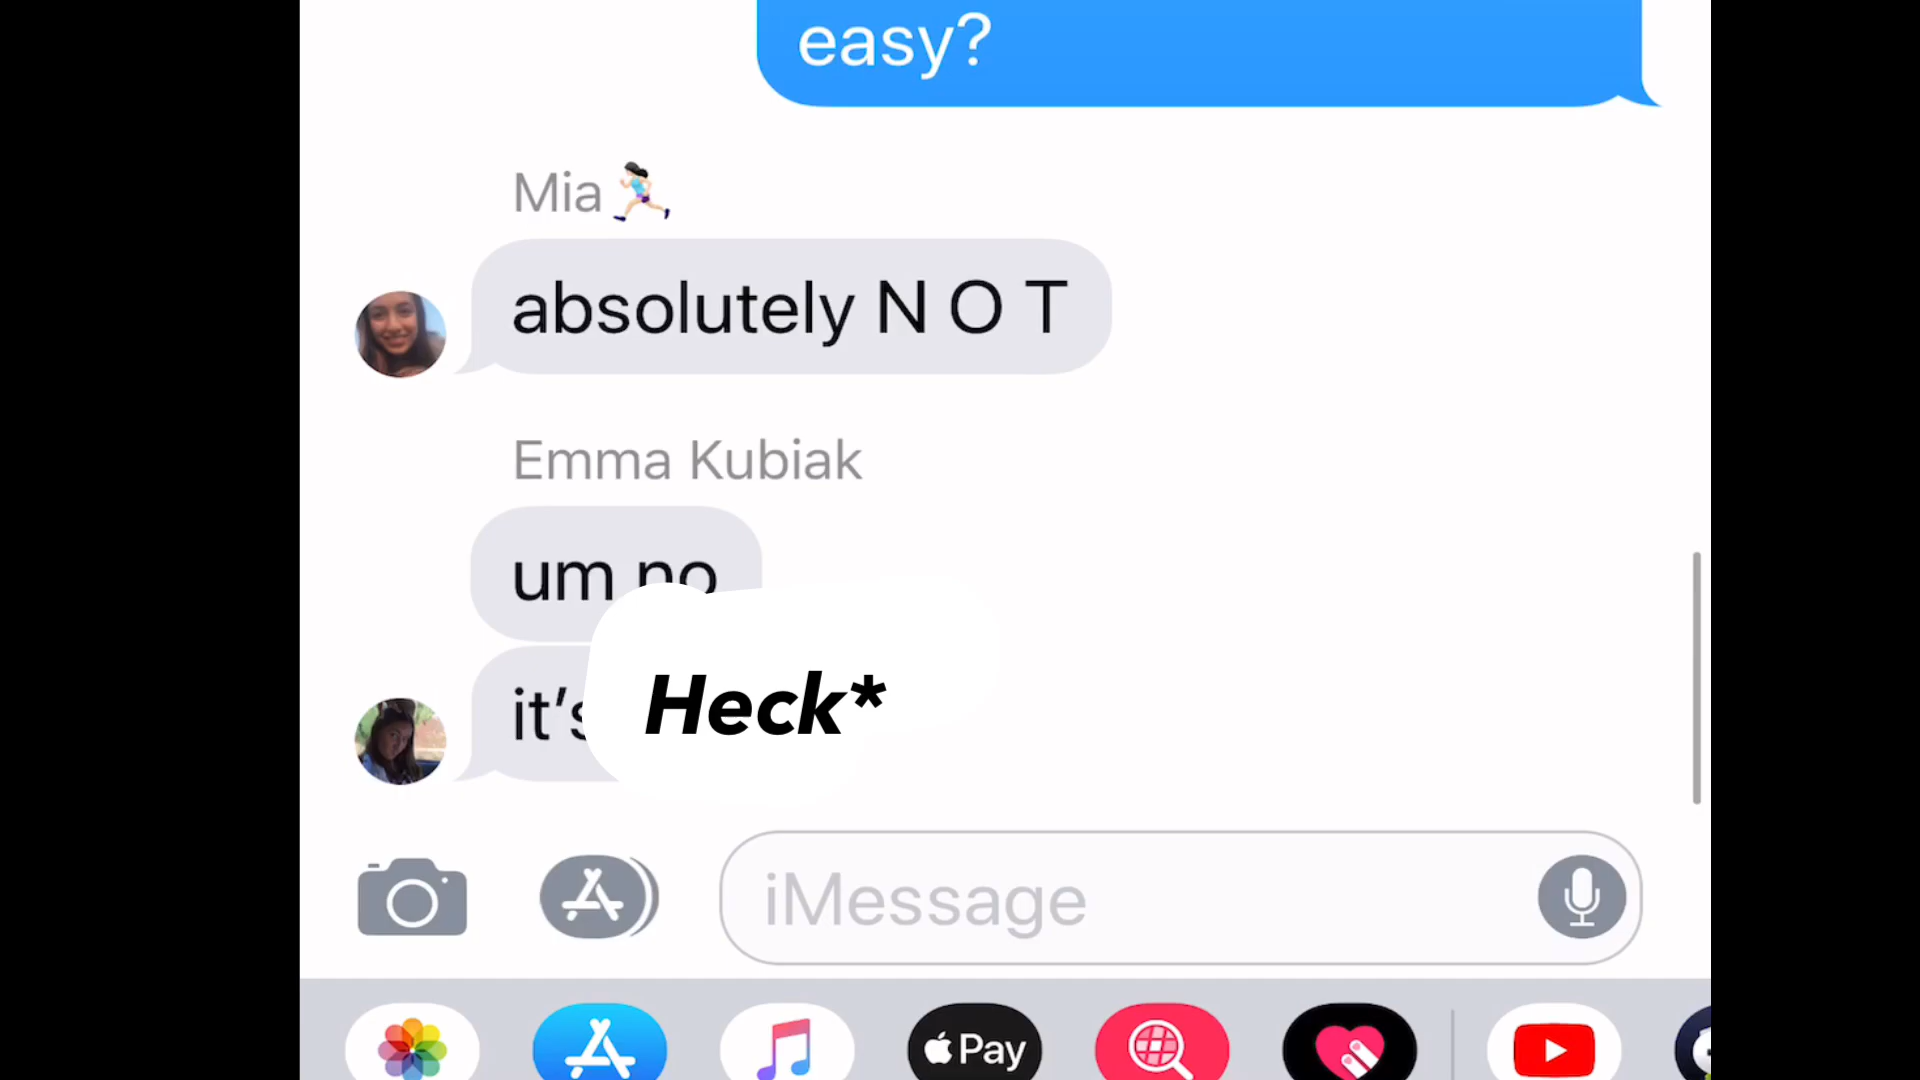 easy?
Mia
absolutely N O T
Emma Kubiak
um no
it's
Heck*
iMessage
Pay